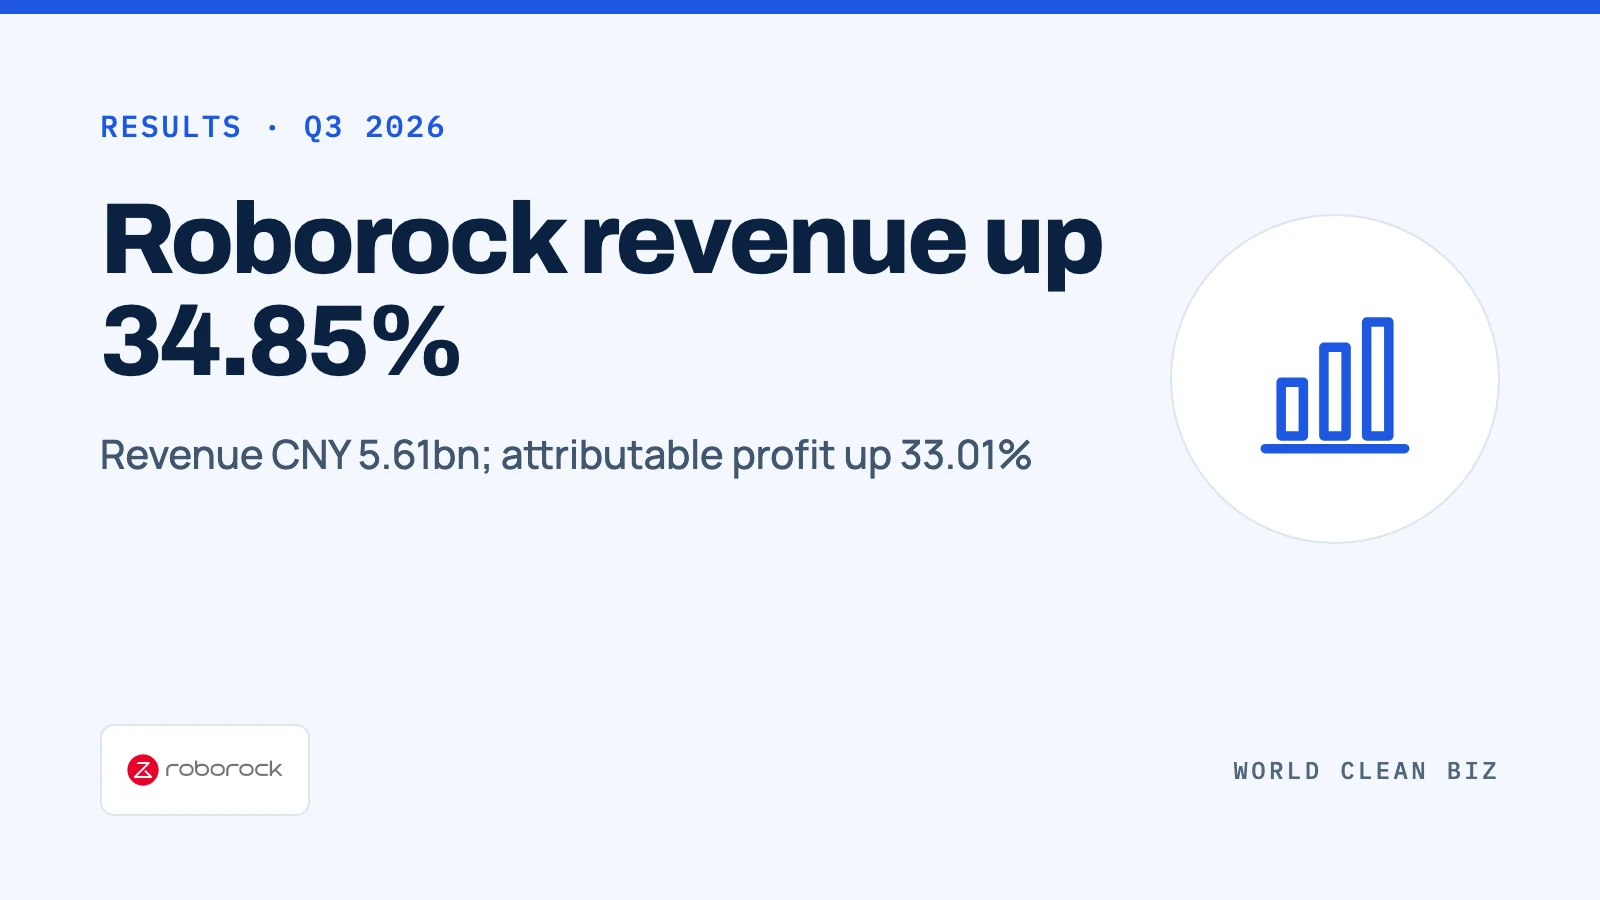 RESULTS · Q3 2026
Roborock revenue up
34.85%
Revenue CNY 5.61bn; attributable profit up 33.01%
roborock
WORLD CLEAN BIZ